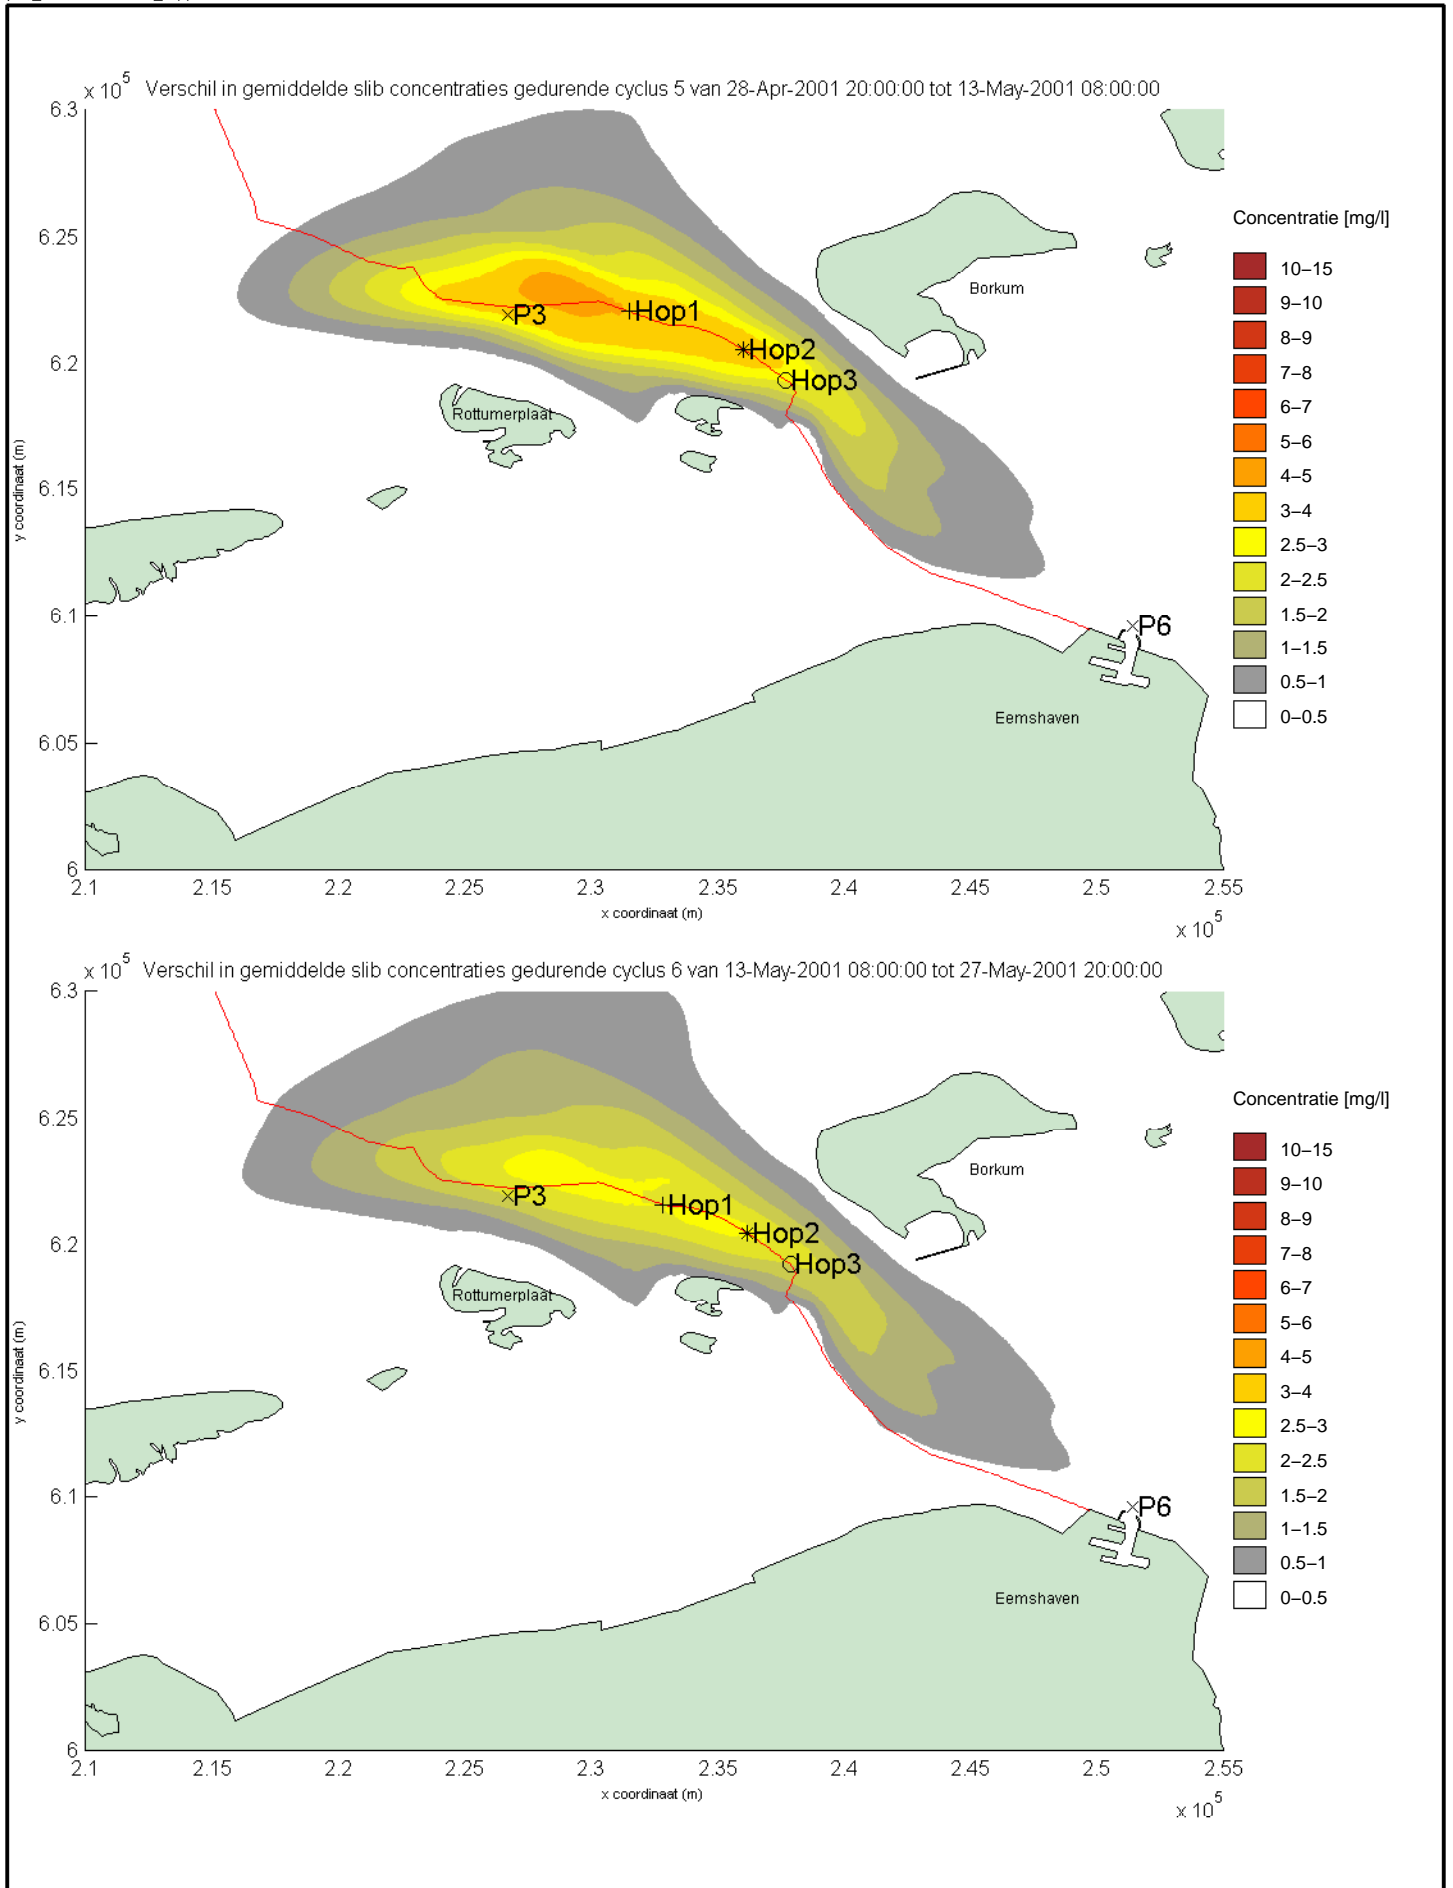 x 10 5
Verschil in gemiddelde slib concentraties gedurende cyclus 5 van 28-Apr-2001 20:00:00 tot 13-May-2001 08:00:00
6.3
6.25
6.2
6.15
6.1
6.05
6
y coordinaat (m)
P3
Hop1
Hop2
Hop3
Borkum
Rottumerplaat
P6
Eemshaven
2.1 2.15 2.2 2.25 2.3 2.35 2.4 2.45 2.5 2.55
x coordinaat (m)
x 10 5
Concentratie [mg/l]
10–15
9–10
8–9
7–8
6–7
5–6
4–5
3–4
2.5–3
2–2.5
1.5–2
1–1.5
0.5–1
0–0.5
x 10 5
Verschil in gemiddelde slib concentraties gedurende cyclus 6 van 13-May-2001 08:00:00 tot 27-May-2001 20:00:00
6.3
6.25
6.2
6.15
6.1
6.05
6
y coordinaat (m)
P3
Hop1
Hop2
Hop3
Borkum
Rottumerplaat
P6
Eemshaven
2.1 2.15 2.2 2.25 2.3 2.35 2.4 2.45 2.5 2.55
x coordinaat (m)
x 10 5
Concentratie [mg/l]
10–15
9–10
8–9
7–8
6–7
5–6
4–5
3–4
2.5–3
2–2.5
1.5–2
1–1.5
0.5–1
0–0.5